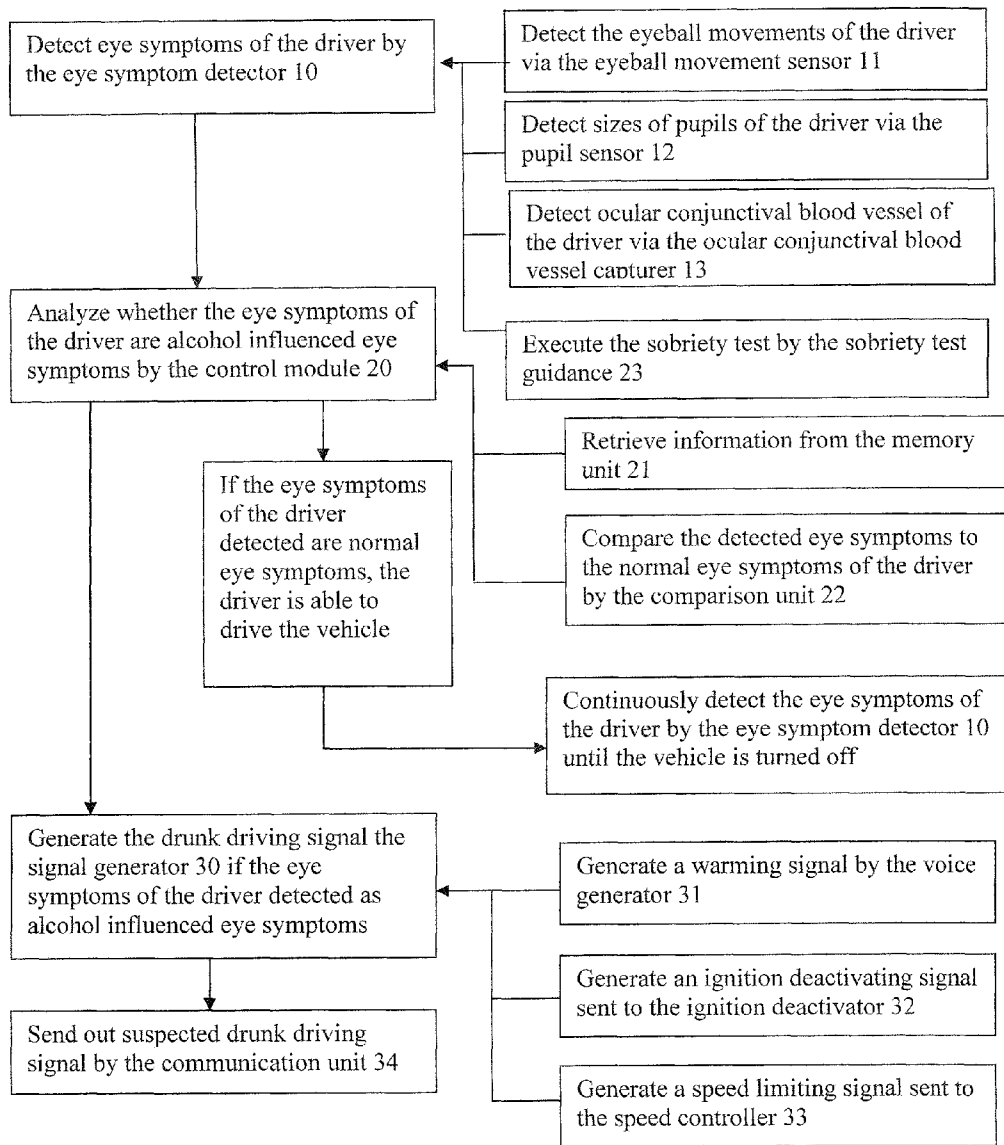 Detect eye symptoms of the driver by
the eye symptom detector 10
Detect the eyeball movements of the driver
via the eyeball movement sensor 11
Detect sizes of pupils of the driver via the
pupil sensor 12
Detect ocular conjunctival blood vessel of
the driver via the ocular conjunctival blood
vessel capturer 13
Execute the sobriety test by the sobriety test
guidance 23
Analyze whether the eye symptoms of
the driver are alcohol influenced eye
symptoms by the control module 20
Retrieve information from the memory
unit 21
Compare the detected eye symptoms to
the normal eye symptoms of the driver
by the comparison unit 22
If the eye symptoms
of the driver
detected are normal
eye symptoms, the
driver is able to
drive the vehicle
Continuously detect the eye symptoms of
the driver by the eye symptom detector 10
until the vehicle is turned off
Generate the drunk driving signal the
signal generator 30 if the eye
symptoms of the driver detected as
alcohol influenced eye symptoms
Generate a warming signal by the voice
generator 31
Generate an ignition deactivating signal
sent to the ignition deactivator 32
Generate a speed limiting signal sent to
the speed controller 33
Send out suspected drunk driving
signal by the communication unit 34